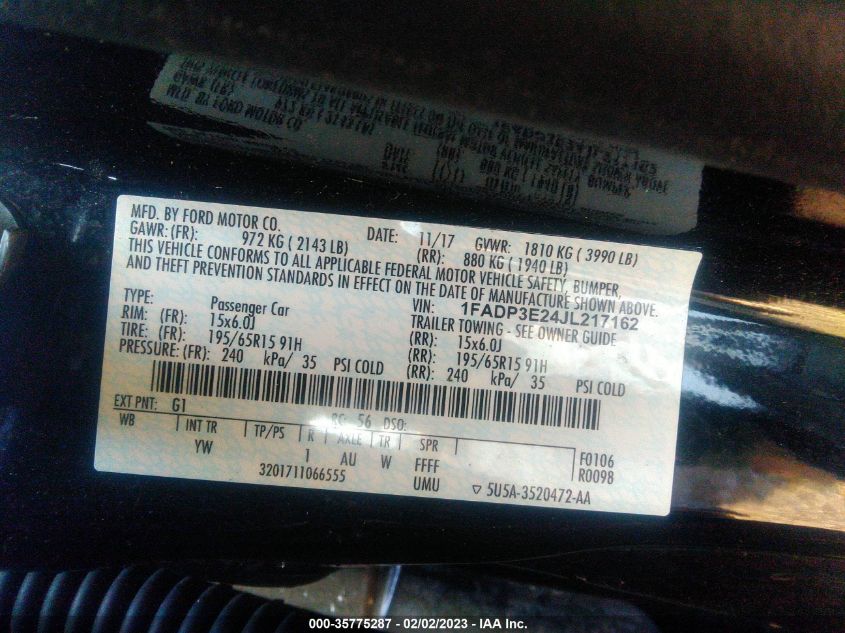 MFD. BY FORD MOTOR CO.
DATE: 11/17 GVWR: 1810 KG ( 3990 LB)
GAWR: (FR): 972 KG ( 2143 LB) (RR): 880 KG ( 1940 LB)
THIS VEHICLE CONFORMS TO ALL APPLICABLE FEDERAL MOTOR VEHICLE SAFETY, BUMPER,
AND THEFT PREVENTION STANDARDS IN EFFECT ON THE DATE OF MANUFACTURE SHOWN ABOVE.
VIN: 1FADP3E24JL217162
TYPE: Passenger Car TRAILER TOWING - SEE OWNER GUIDE
RIM: (FR): 15x6.0J (RR): 15x6.0J
TIRE: (FR): 195/65R15 91H (RR): 195/65R15 91H
PRESSURE: (FR): 240 kPa/ 35 PSI COLD (RR): 240 kPa/ 35 PSI COLD
EXT PNT: G1 RC: 56 DSO:
WB INT TR TP/PS R AXLE TR SPR F0106
YW 1 AU W FFFF R0098
3201711066555 UMU ▽ 5U5A-3520472-AA
000-35775287 - 02/02/2023 - IAA Inc.